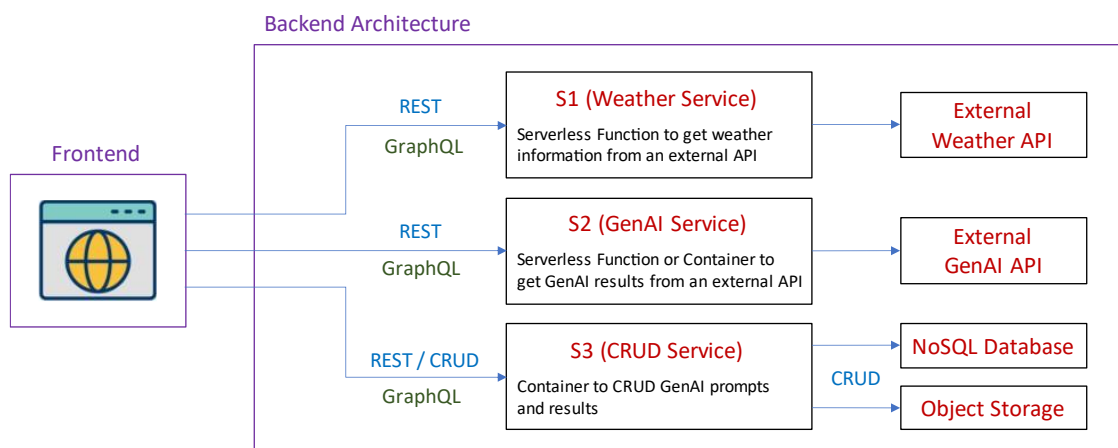 Backend Architecture
Frontend
REST
GraphQL
S1 (Weather Service)
Serverless Function to get weather
information from an external API
External
Weather API
REST
GraphQL
S2 (GenAI Service)
Serverless Function or Container to
get GenAI results from an external API
External
GenAI API
REST / CRUD
GraphQL
S3 (CRUD Service)
Container to CRUD GenAI prompts
and results
CRUD
NoSQL Database
Object Storage